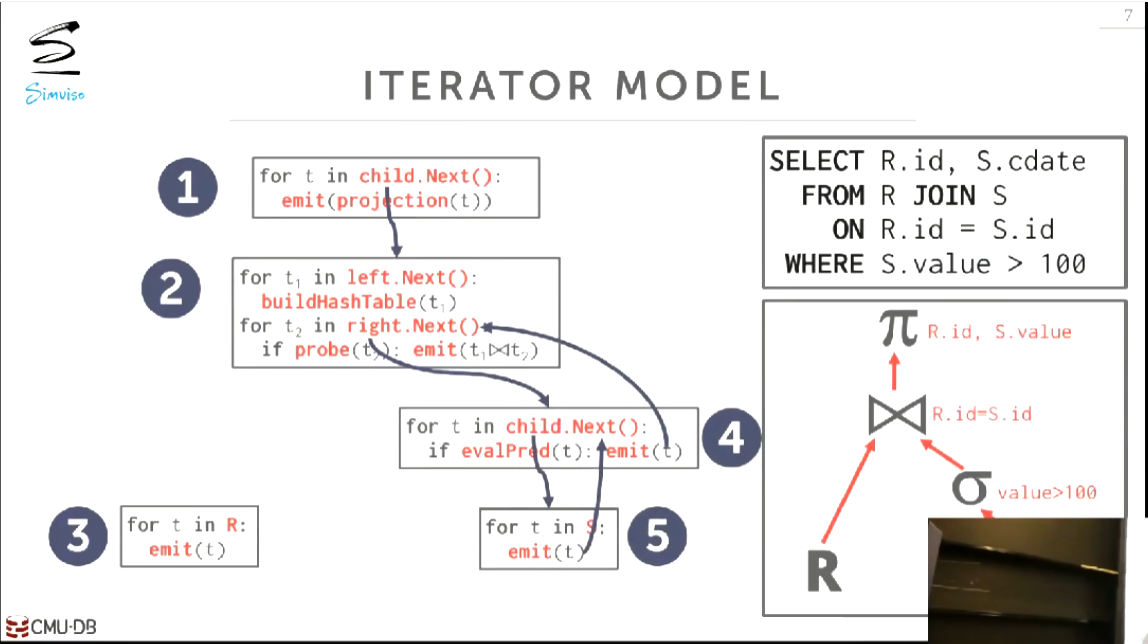 7
Simviso
ITERATOR MODEL
1
for t in child.Next():
emit(projection(t))
2
for t₁ in left.Next():
buildHashTable(t₁)
for t₂ in right.Next():
if probe(t₂): emit(t₁⋈t₂)
for t in child.Next():
if evalPred(t): emit(t)
4
3
for t in R:
emit(t)
for t in S:
emit(t)
5
SELECT R.id, S.cdate
FROM R JOIN S
ON R.id = S.id
WHERE S.value > 100
π R.id, S.value
⋈ R.id=S.id
σ value>100
R
CMU·DB